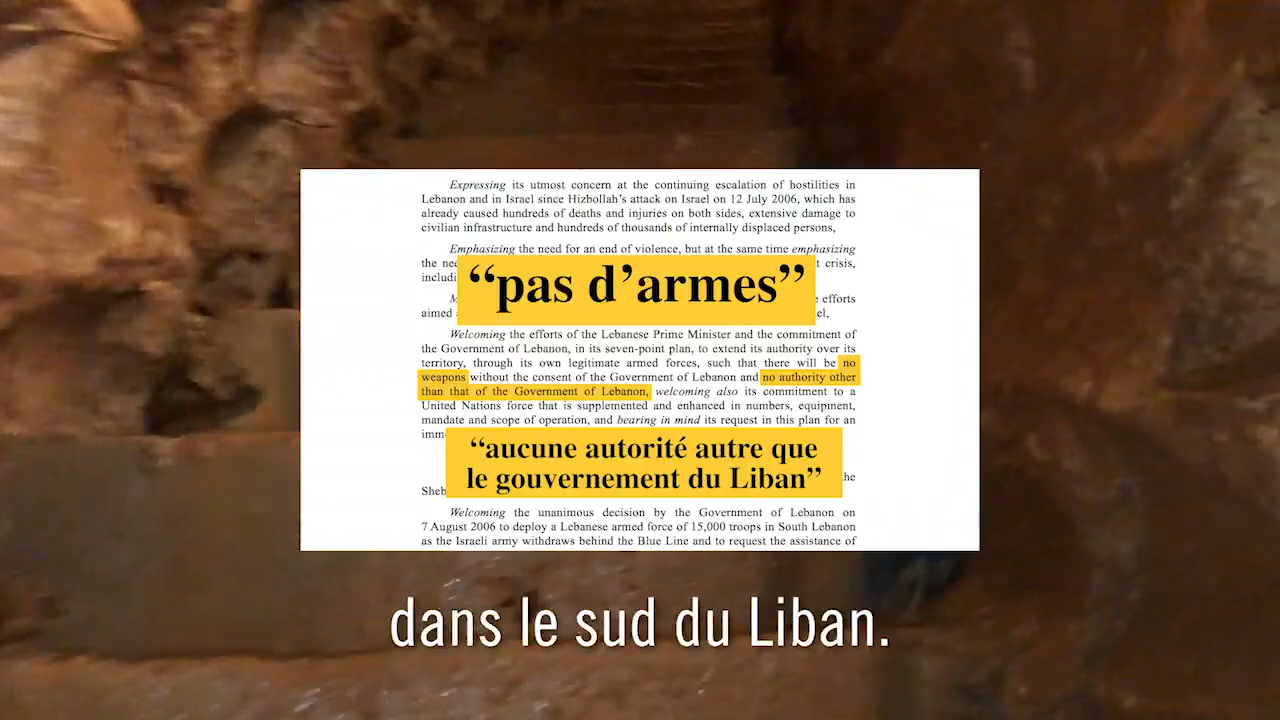 Expressing its utmost concern at the continuing escalation of hostilities in
Lebanon and in Israel since Hizbollah's attack on Israel on 12 July 2006, which has
already caused hundreds of deaths and injuries on both sides, extensive damage to
civilian infrastructure and hundreds of thousands of internally displaced persons,
Emphasizing the need for an end of violence, but at the same time emphasizing
the crisis,
“pas d’armes”
efforts
aimed
Welcoming the efforts of the Lebanese Prime Minister and the commitment of
the Government of Lebanon, in its seven-point plan, to extend its authority over its
territory, through its own legitimate armed forces, such that there will be no
weapons without the consent of the Government of Lebanon and no authority other
than that of the Government of Lebanon, welcoming also its commitment to a
United Nations force that is supplemented and enhanced in numbers, equipment,
mandate and scope of operation, and bearing in mind its request in this plan for an
“aucune autorité autre que
le gouvernement du Liban”
Welcoming the unanimous decision by the Government of Lebanon on
7 August 2006 to deploy a Lebanese armed force of 15,000 troops in South Lebanon
as the Israeli army withdraws behind the Blue Line and to request the assistance of
dans le sud du Liban.